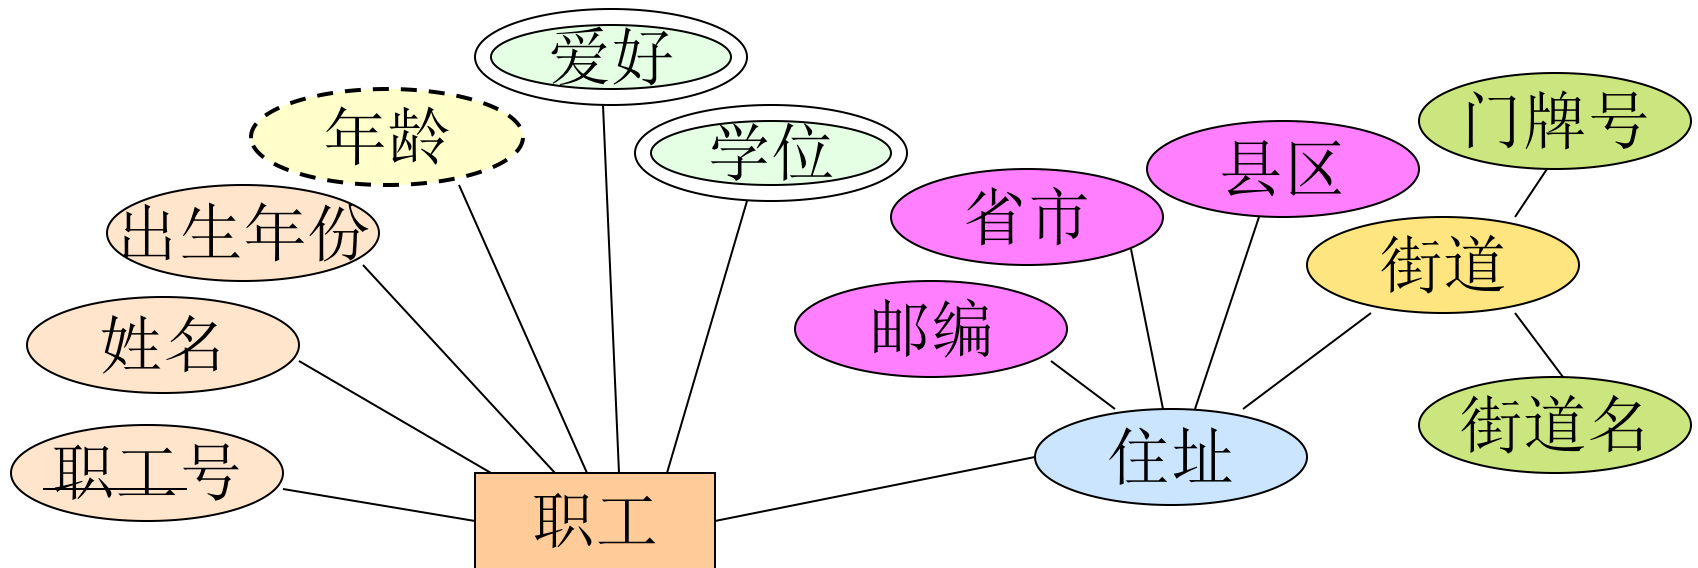 爱好
年龄
学位
出生年份
姓名
职工号
职工
省市
县区
门牌号
街道
邮编
住址
街道名